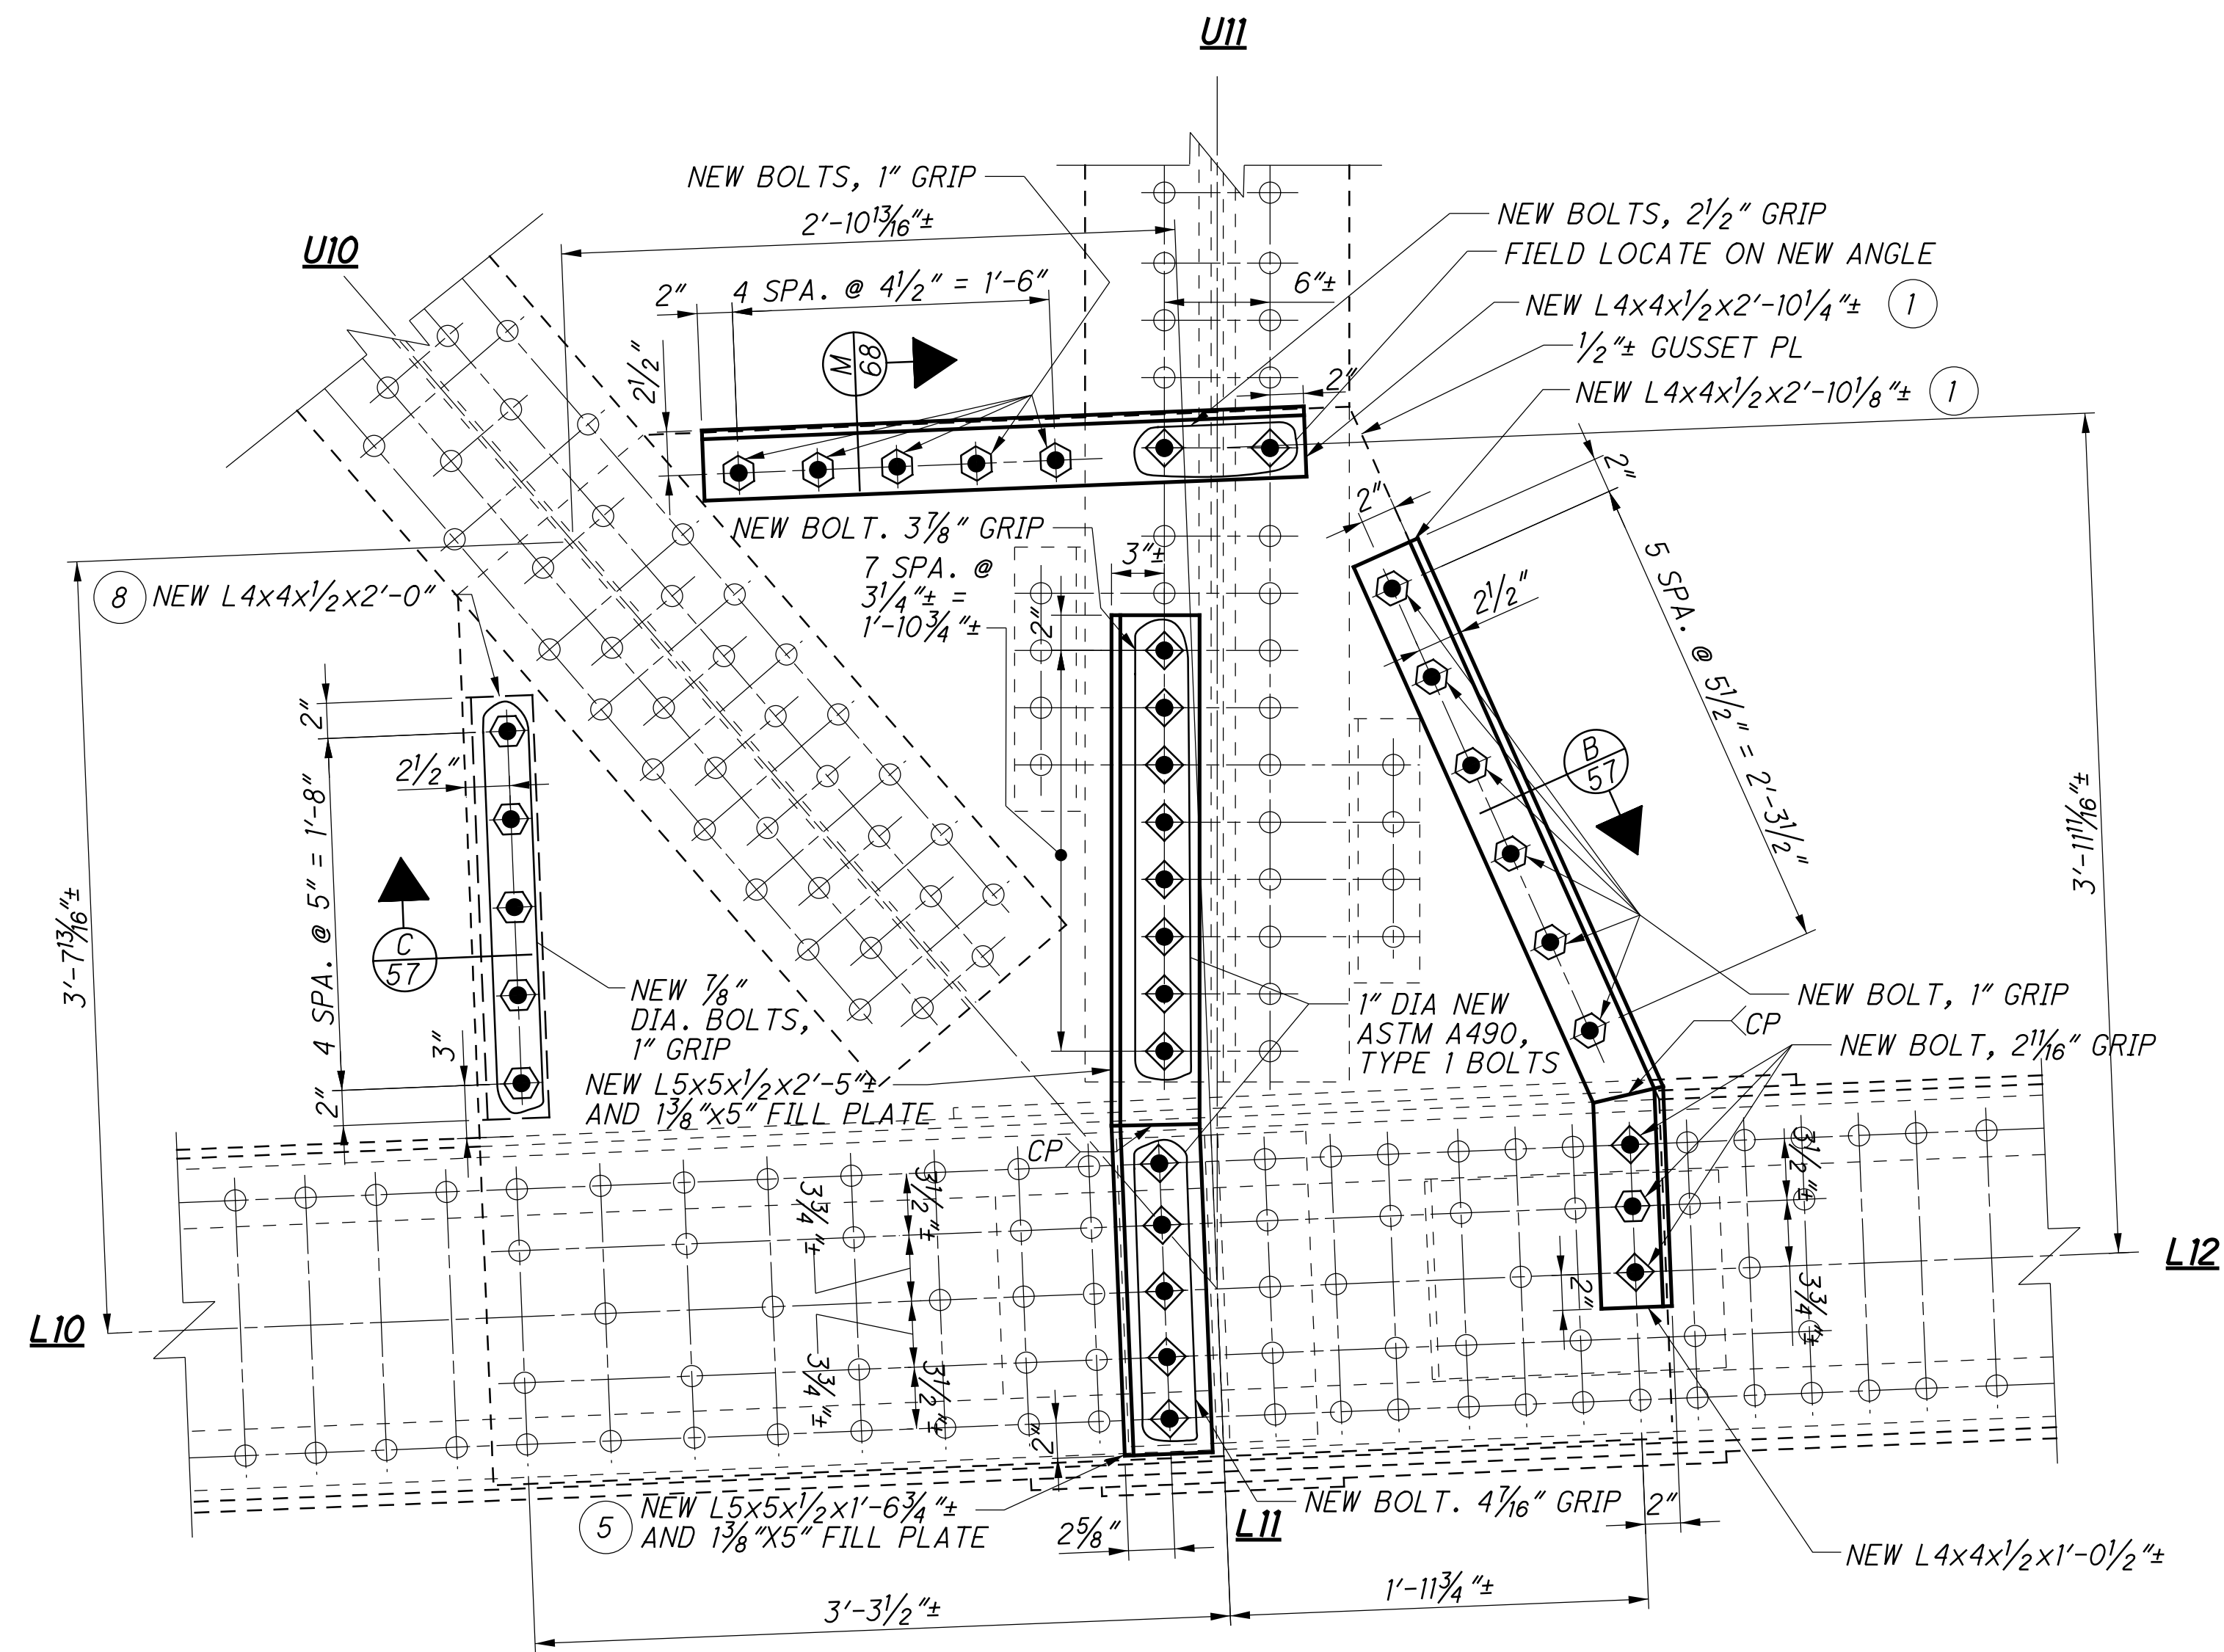 U11
NEW BOLTS, 1" GRIP
2'-10 13/16"±
NEW BOLTS, 2 1/2" GRIP
U10
FIELD LOCATE ON NEW ANGLE
2"
4 SPA. @ 4 1/2" = 1'-6"
6"±
NEW L4x4x1/2x2'-10 1/4"± 1
1/2"± GUSSET PL
2 1/2"
M
68
2"
NEW L4x4x1/2x2'-10 1/8"± 1
2"
2"
NEW BOLT. 3 7/8" GRIP
7 SPA. @
3 1/4"± =
1'-10 3/4"±
3"±
2"
8 NEW L4x4x1/2x2'-0"
2 1/2"
5 SPA. @ 5 1/2" = 2'-3 1/2"
2"
2 1/2"
4 SPA. @ 5" = 1'-8"
B
57
3'-11 11/16"±
3'-7 13/16"±
C
57
NEW 7/8"
DIA. BOLTS,
1" GRIP
3"
2"
1" DIA NEW
ASTM A490,
TYPE 1 BOLTS
NEW BOLT, 1" GRIP
CP
NEW BOLT, 2 11/16" GRIP
NEW L5x5x1/2x2'-5"±
AND 1 3/8"x5" FILL PLATE
CP
3 1/2"±
3 3/4"±
3 1/2"±
3 3/4"±
2"
L12
L10
3 3/4"±
3 1/2"±
2"
5 NEW L5x5x1/2x1'-6 3/4"±
AND 1 3/8"X5" FILL PLATE
2 5/8"
L11
NEW BOLT. 4 7/16" GRIP
2"
NEW L4x4x1/2x1'-0 1/2"±
3'-3 1/2"±
1'-11 3/4"±